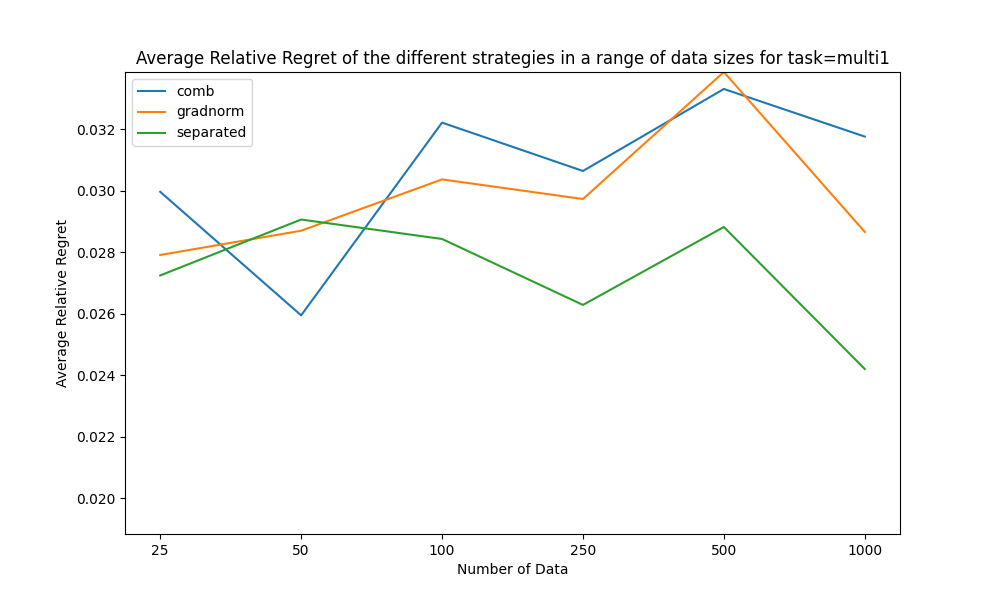 Average Relative Regret of the different strategies in a range of data sizes for task=multi1
comb
gradnorm
separated
Average Relative Regret
0.032
0.030
0.028
0.026
0.024
0.022
0.020
25 50 100 250 500 1000
Number of Data